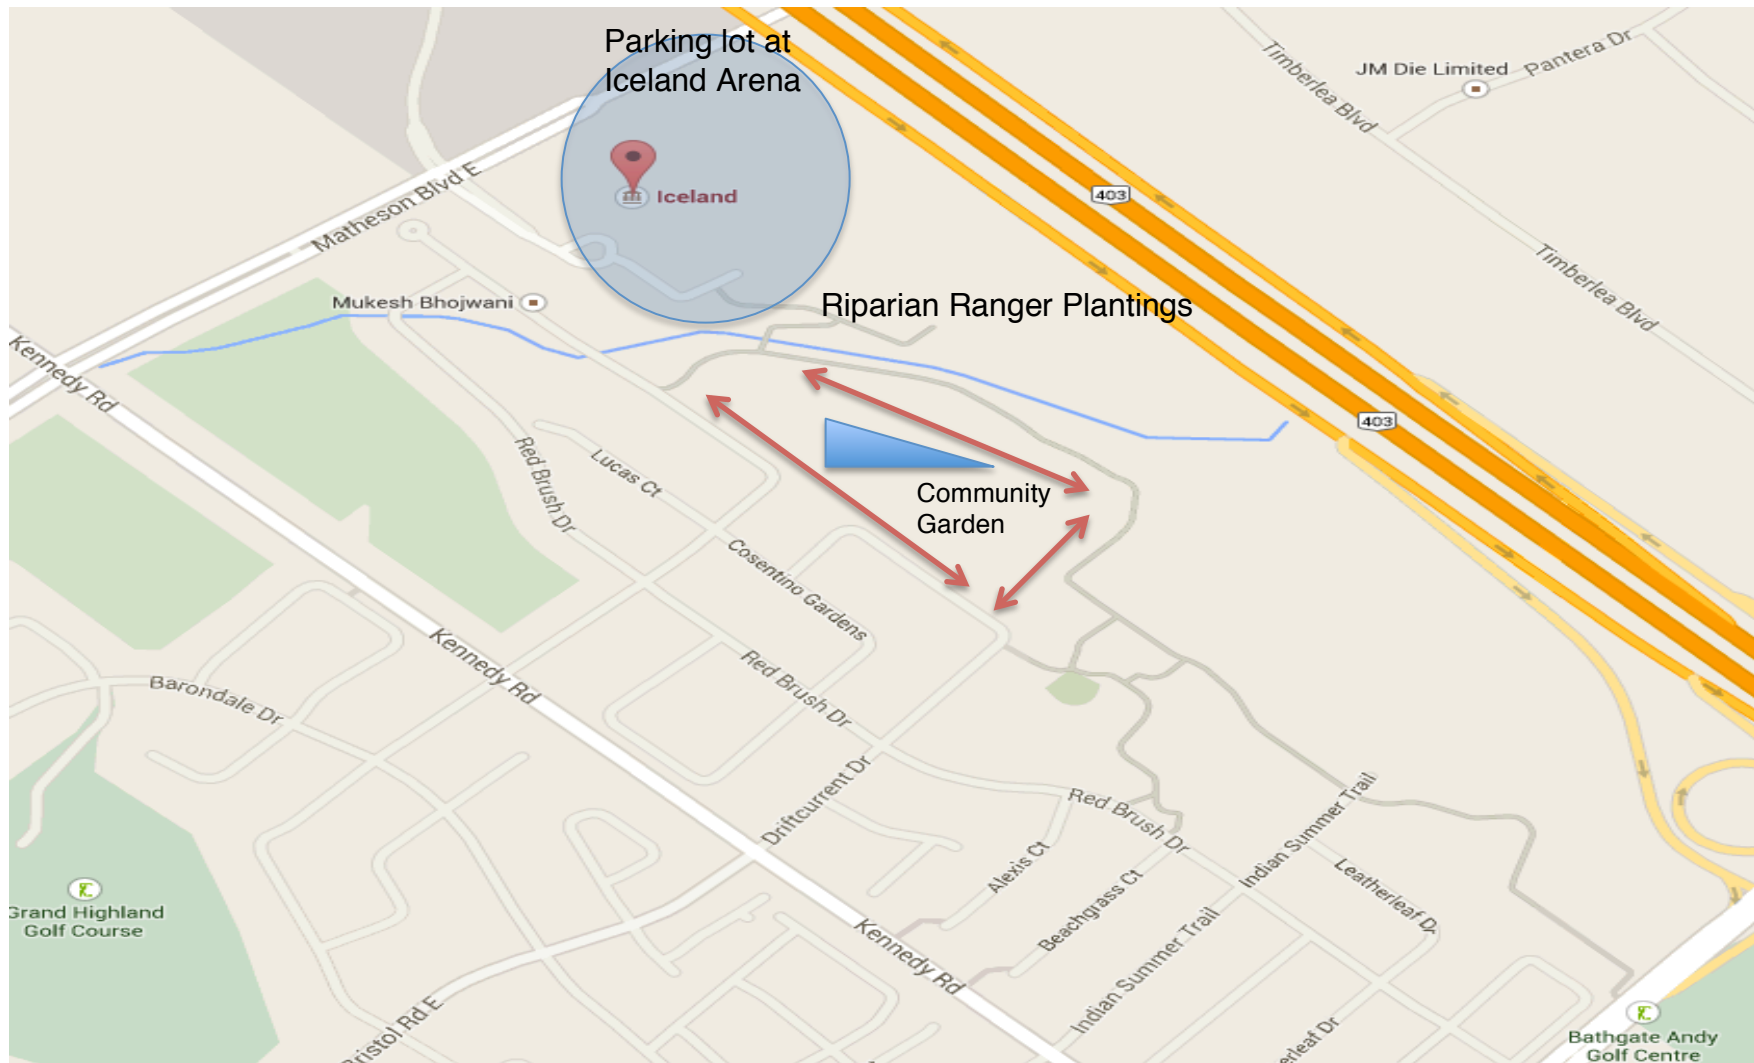 Parking lot at
Iceland Arena
Timberlea Blvd
JM Die Limited
Pantera Dr
403
Matheson Blvd E
Iceland
Timberlea Blvd
Mukesh Bhojwani
Riparian Ranger Plantings
Kennedy Rd
403
Red Brush Dr
Lucas Ct
Community
Garden
Cosentino Gardens
Kennedy Rd
Barondale Dr
Red Brush Dr
Driftcurrent Dr
Red Brush Dr
Indian Summer Trail
Alexis Ct
Leatherleaf Dr
Beachgrass Ct
Grand Highland
Golf Course
Kennedy Rd
Indian Summer Trail
Bristol Rd E
erleaf Dr
Bathgate Andy
Golf Centre